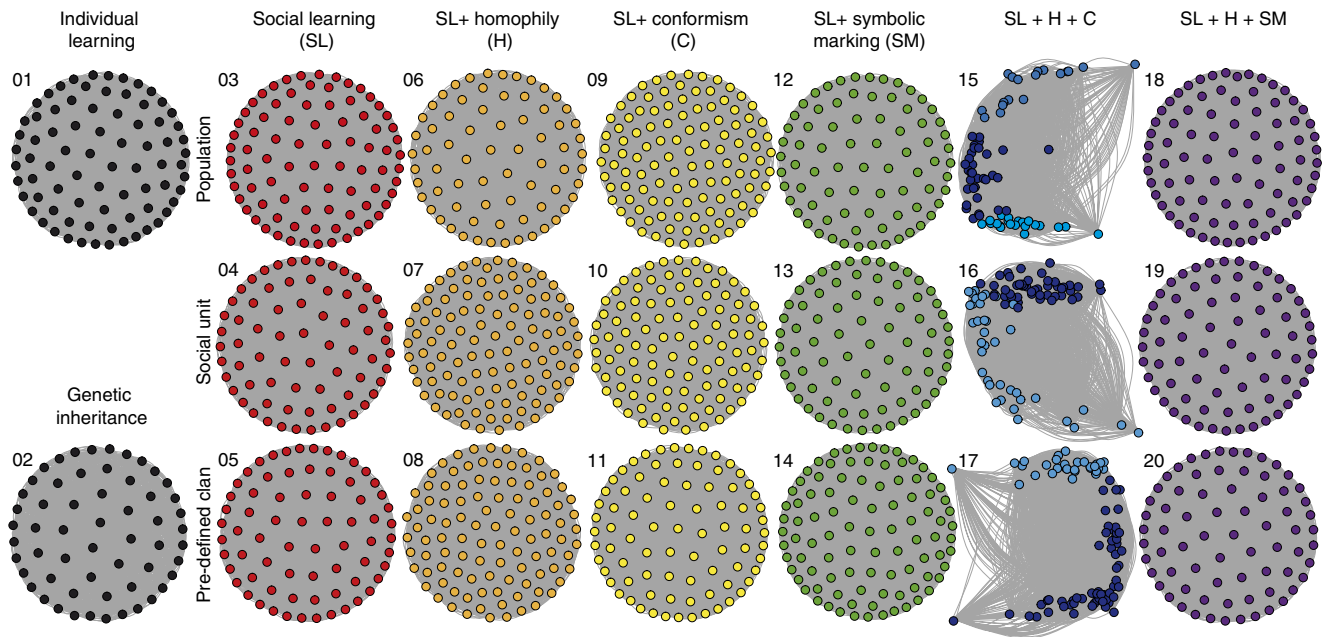 Individual
learning
Social learning
(SL)
SL+ homophily
(H)
SL+ conformism
(C)
SL+ symbolic
marking (SM)
SL + H + C
SL + H + SM
01
03
06
09
12
15
18
Population
04
07
10
13
16
19
Social unit
Genetic
inheritance
02
05
08
11
14
17
20
Pre-defined clan